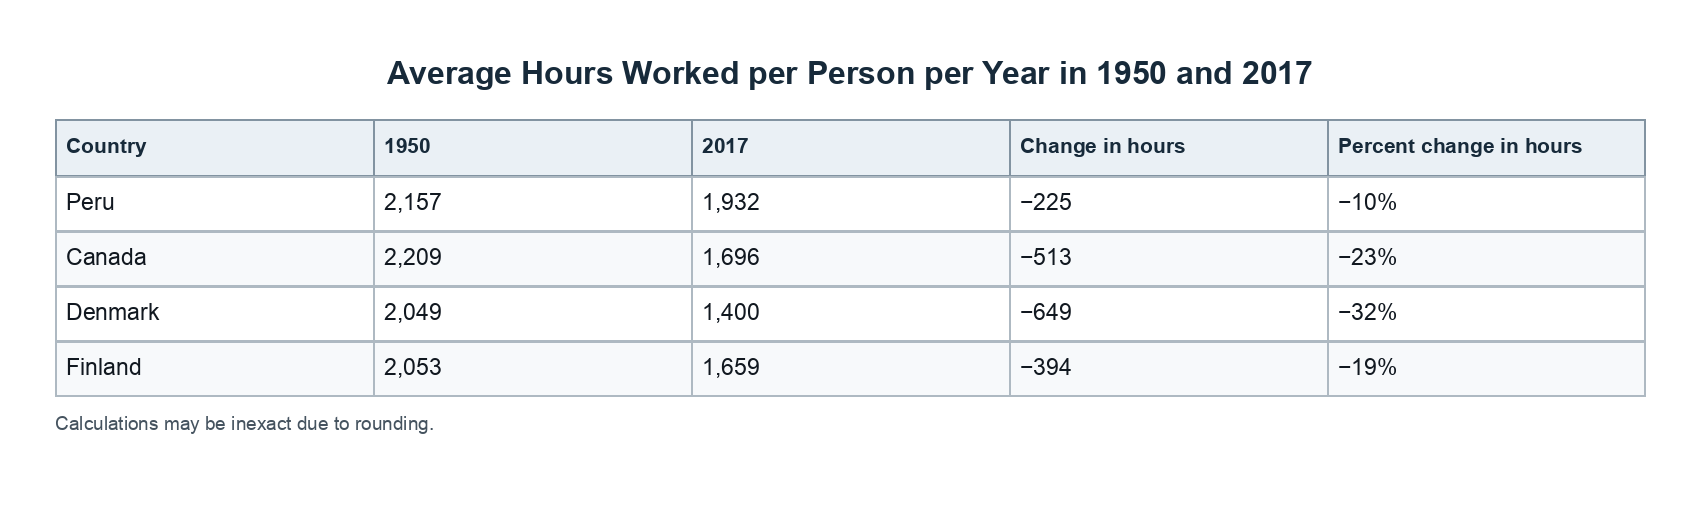 Average Hours Worked per Person per Year in 1950 and 2017
Country 1950 2017 Change in hours Percent change in hours
Peru 2,157 1,932 −225 −10%
Canada 2,209 1,696 −513 −23%
Denmark 2,049 1,400 −649 −32%
Finland 2,053 1,659 −394 −19%
Calculations may be inexact due to rounding.